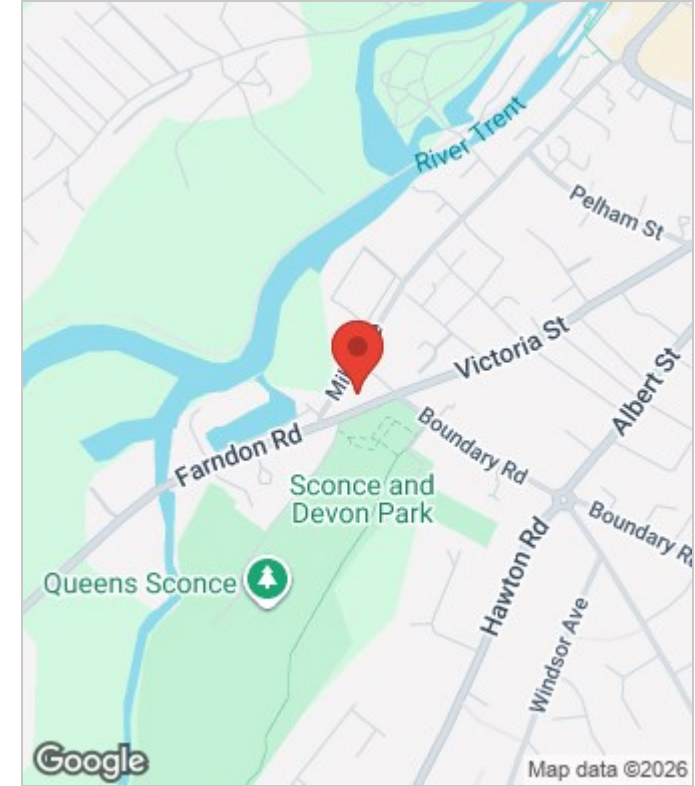 River Trent
Pelham St
Victoria St
Albert St
Farndon Rd
Boundary Rd
Sconce and
Devon Park
Boundary
Hawton Rd
Queens Sconce
Windsor Ave
Google
Map data ©2026